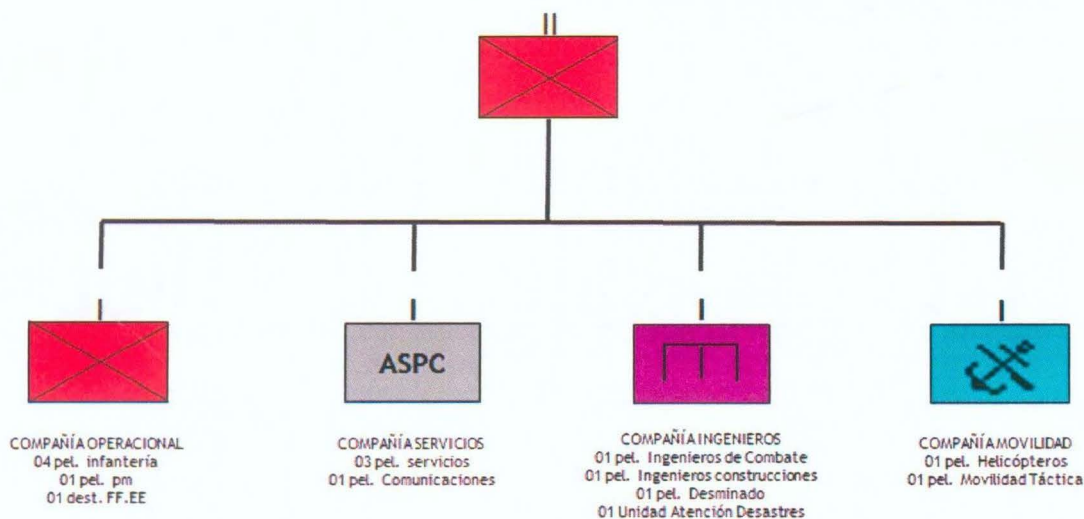 ASPC
COMPAÑÍA OPERACIONAL
04 pel. infantería
01 pel. pm
01 dest. FF.EE
COMPAÑÍA SERVICIOS
03 pel. servicios
01 pel. Comunicaciones
COMPAÑÍA INGENIEROS
01 pel. Ingenieros de Combate
01 pel. Ingenieros construcciones
01 pel. Desminado
01 Unidad Atención Desastres
COMPAÑÍA MOVILIDAD
01 pel. Helicópteros
01 pel. Movilidad Táctica